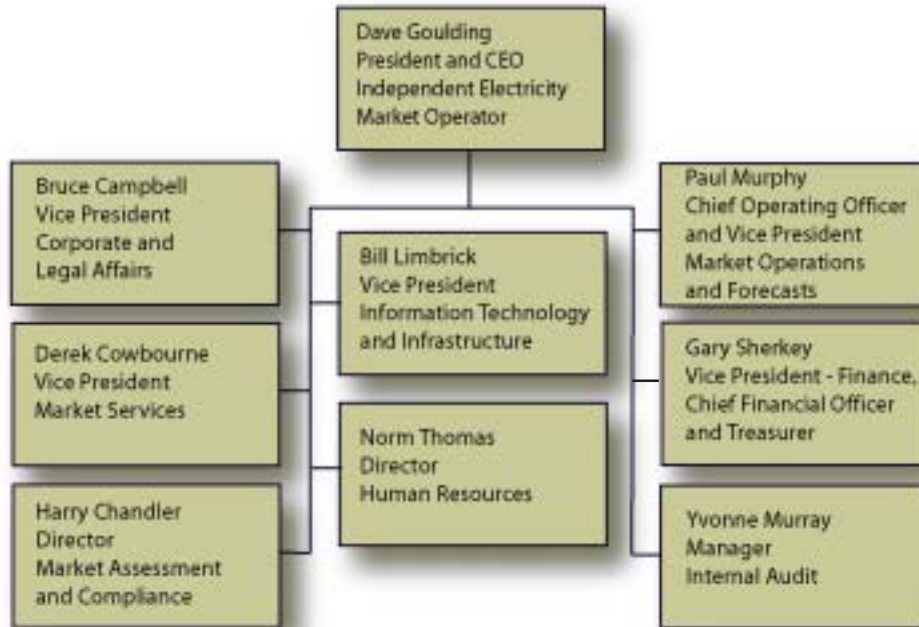 Dave Goulding
President and CEO
Independent Electricity
Market Operator
Bruce Campbell
Vice President
Corporate and
Legal Affairs
Derek Cowbourne
Vice President
Market Services
Harry Chandler
Director
Market Assessment
and Compliance
Bill Limbrick
Vice President
Information Technology
and Infrastructure
Norm Thomas
Director
Human Resources
Paul Murphy
Chief Operating Officer
and Vice President
Market Operations
and Forecasts
Gary Sherkey
Vice President - Finance,
Chief Financial Officer
and Treasurer
Yvonne Murray
Manager
Internal Audit